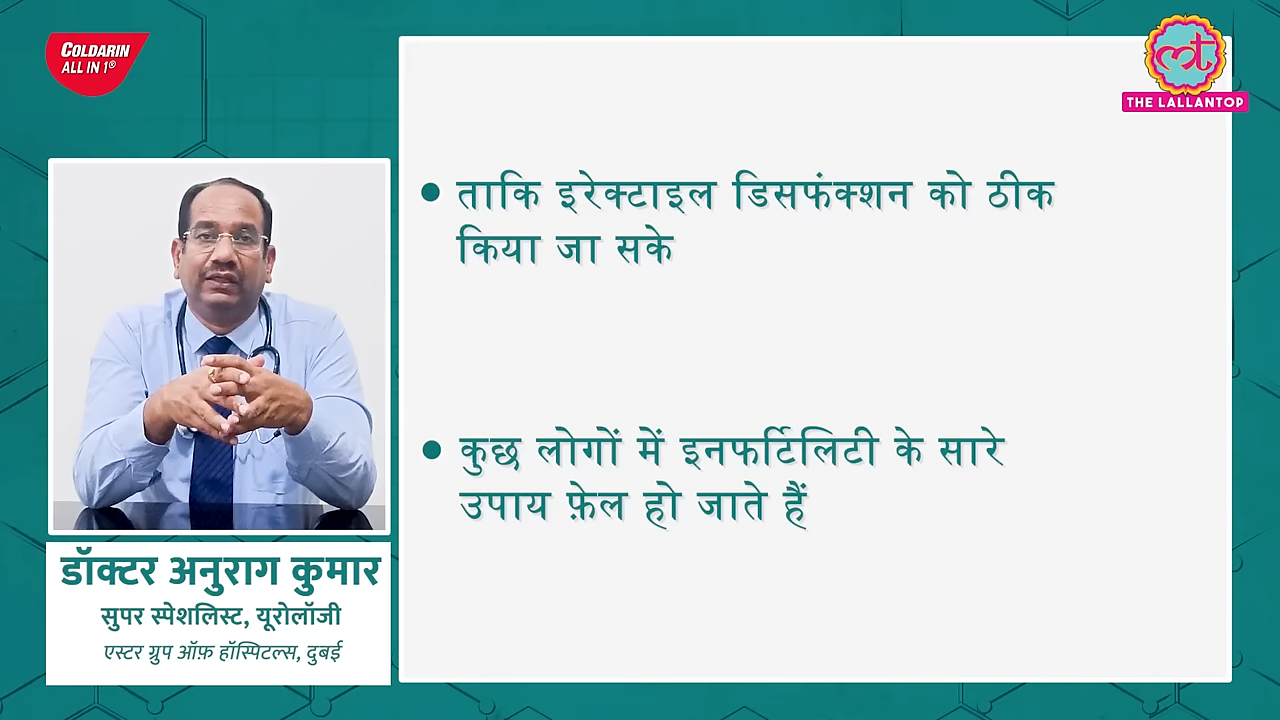 COLDARIN
ALL IN 1®
THE LALLANTOP
• ताकि इरेक्टाइल डिसफंक्शन को ठीक
किया जा सके
• कुछ लोगों में इनफर्टिलिटी के सारे
उपाय फ़ेल हो जाते हैं
डॉक्टर अनुराग कुमार
सुपर स्पेशलिस्ट, यूरोलॉजी
एस्टर ग्रुप ऑफ़ हॉस्पिटल्स, दुबई